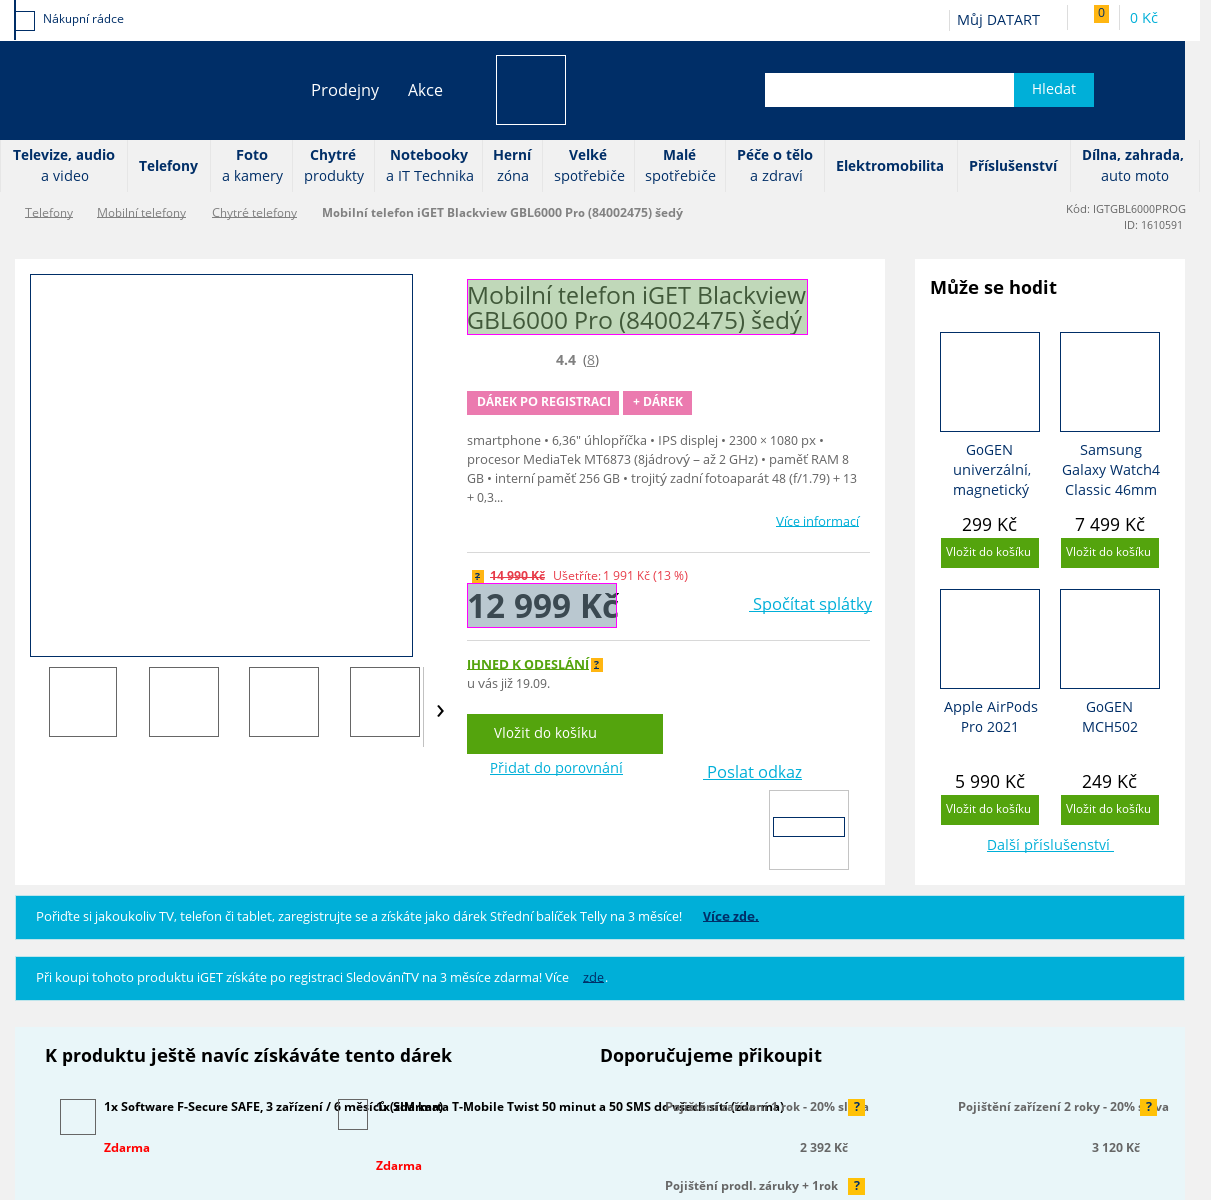 Nákupní rádce
Můj DATART
0
0 Kč
Prodejny
Akce
Hledat
Televize, audio
a video
Telefony
Foto
a kamery
Chytré
produkty
Notebooky
a IT Technika
Herní
zóna
Velké
spotřebiče
Malé
spotřebiče
Péče o tělo
a zdraví
Elektromobilita
Příslušenství
Dílna, zahrada,
auto moto
Telefony
Mobilní telefony
Chytré telefony
Mobilní telefon iGET Blackview GBL6000 Pro (84002475) šedý
Kód: IGTGBL6000PROG
ID: 1610591
Mobilní telefon iGET Blackview
GBL6000 Pro (84002475) šedý
4.4 (8)
DÁREK PO REGISTRACI
+ DÁREK
smartphone • 6,36" úhlopříčka • IPS displej • 2300 × 1080 px •
procesor MediaTek MT6873 (8jádrový – až 2 GHz) • paměť RAM 8
GB • interní paměť 256 GB • trojitý zadní fotoaparát 48 (f/1.79) + 13
+ 0,3...
Více informací
? 14 990 Kč Ušetříte: 1 991 Kč (13 %)
12 999 Kč
Spočítat splátky
IHNED K ODESLÁNÍ ?
u vás již 19.09.
Vložit do košíku
Přidat do porovnání
Poslat odkaz
Může se hodit
GoGEN
univerzální,
magnetický
299 Kč
Vložit do košíku
Samsung
Galaxy Watch4
Classic 46mm
7 499 Kč
Vložit do košíku
Apple AirPods
Pro 2021
5 990 Kč
Vložit do košíku
GoGEN
MCH502
249 Kč
Vložit do košíku
Další příslušenství
Pořiďte si jakoukoliv TV, telefon či tablet, zaregistrujte se a získáte jako dárek Střední balíček Telly na 3 měsíce! Více zde.
Při koupi tohoto produktu iGET získáte po registraci SledováníTV na 3 měsíce zdarma! Více zde.
K produktu ještě navíc získáváte tento dárek
1x Software F-Secure SAFE, 3 zařízení / 6 měsíců (zdarma)
Zdarma
1x SIM karta T-Mobile Twist 50 minut a 50 SMS do všech sítí (zdarma)
Zdarma
Doporučujeme přikoupit
Pojištění zařízení 1 rok - 20% sleva
?
2 392 Kč
Pojištění zařízení 2 roky - 20% sleva
?
3 120 Kč
Pojištění prodl. záruky + 1rok
?